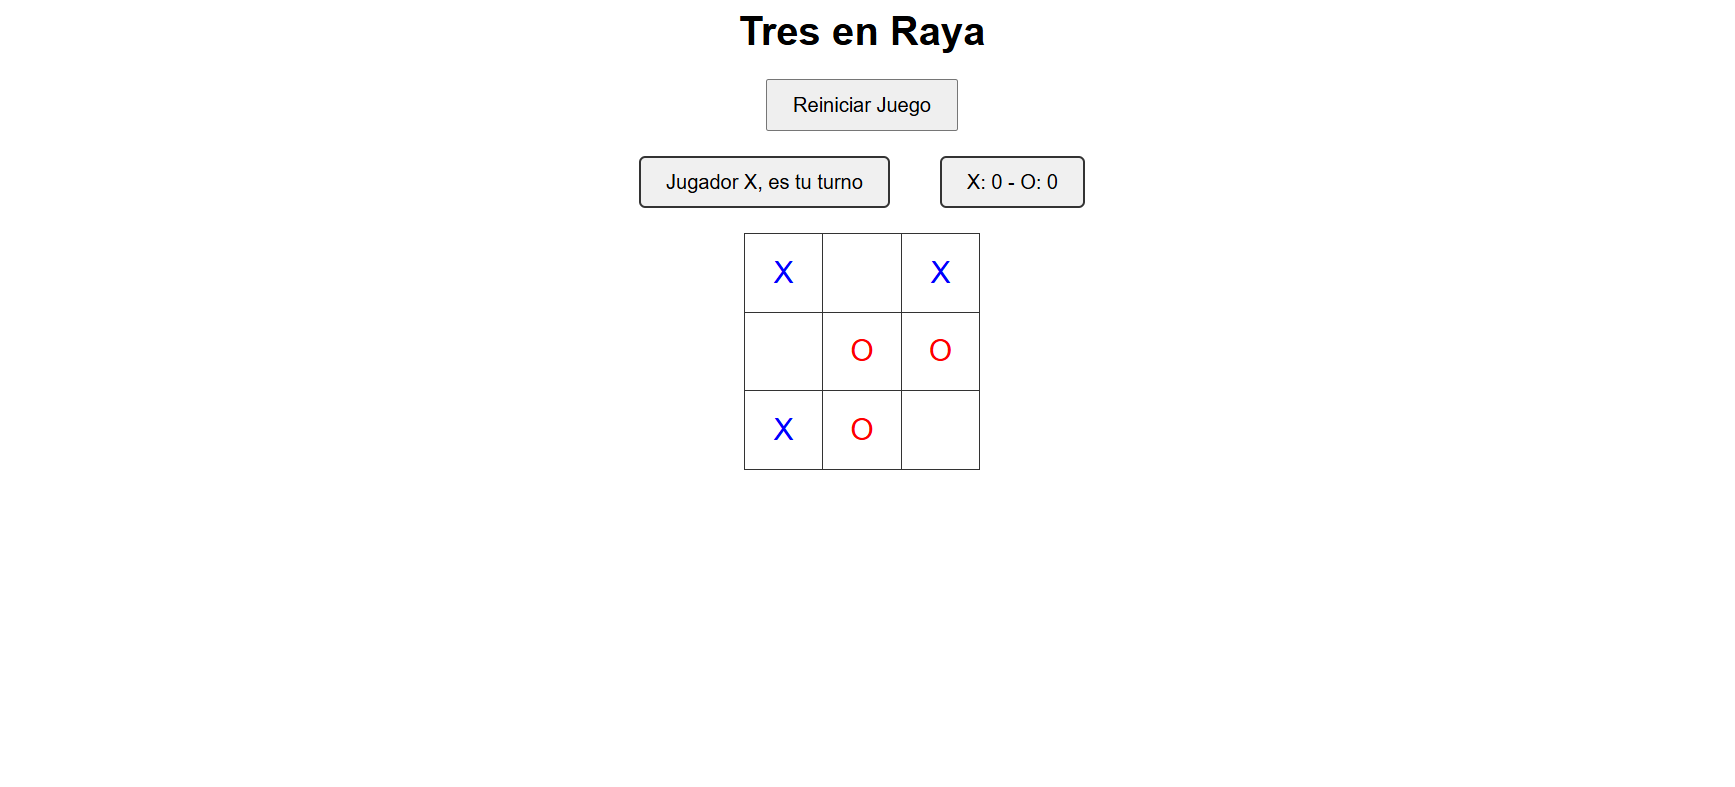 Tres en Raya
Reiniciar Juego
Jugador X, es tu turno
X: 0 - O: 0
X X
O O
X O